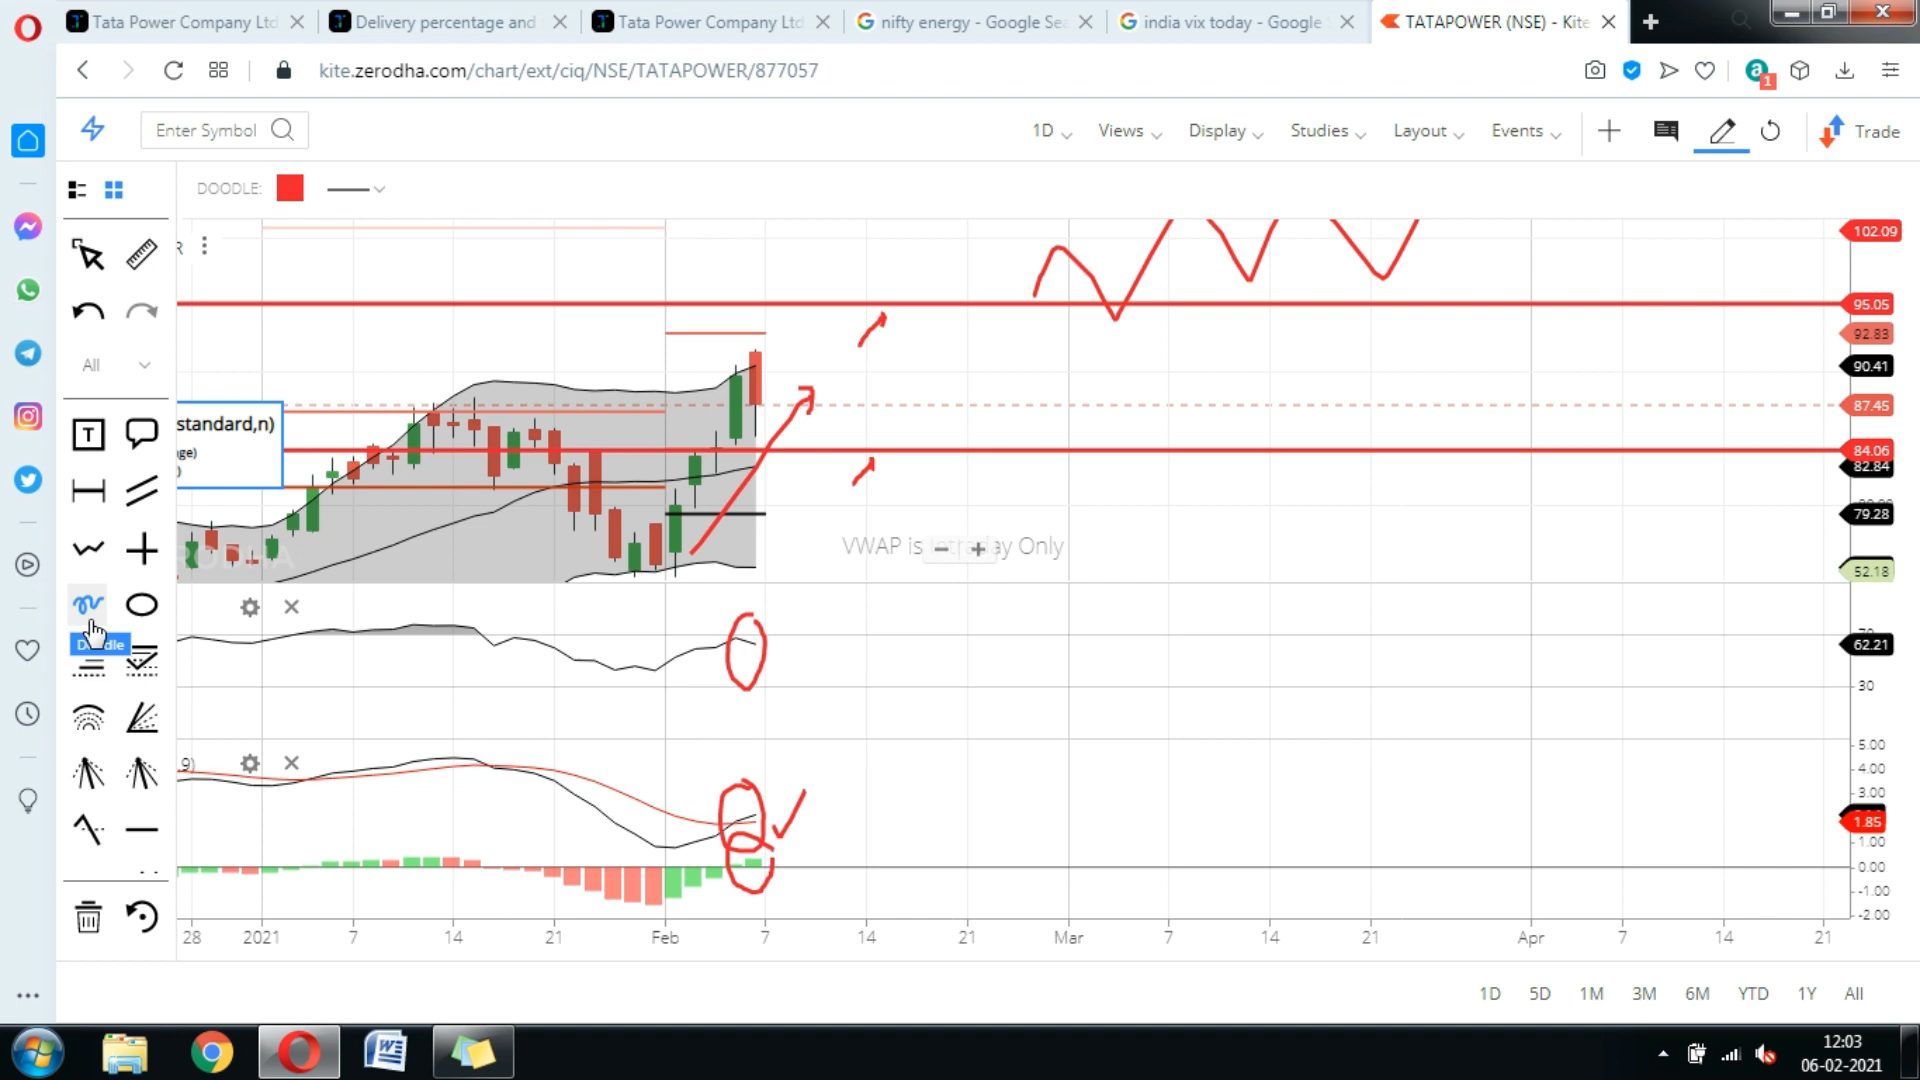 Tata Power Company Ltd
Delivery percentage and
Tata Power Company Ltd
nifty energy - Google Sea
india vix today - Google
TATAPOWER (NSE) - Kite
kite.zerodha.com/chart/ext/ciq/NSE/TATAPOWER/877057
a
1
Enter Symbol
1D
Views
Display
Studies
Layout
Events
Trade
DOODLE:
R
102.09
95.05
92.83
90.41
87.45
84.06
82.84
79.28
52.18
All
standard,n)
ge)
)
T
VWAP is Intraday Only
62.21
30
9)
5.00
4.00
3.00
1.85
1.00
0.00
-1.00
-2.00
28
2021
7
14
21
Feb
7
14
21
Mar
7
14
21
Apr
7
14
21
1D
5D
1M
3M
6M
YTD
1Y
All
12:03
06-02-2021